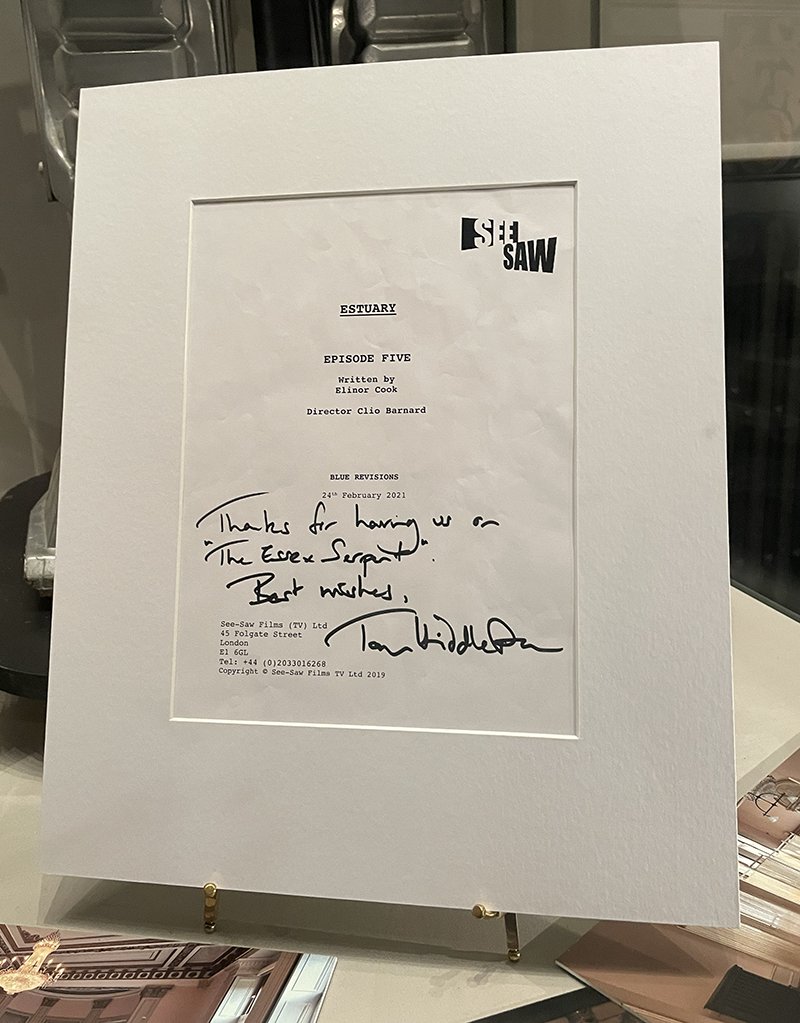 SEE
SAW
ESTUARY
EPISODE FIVE
Written by
Elinor Cook
Director Clio Barnard
BLUE REVISIONS
24th February 2021
Thanks for having us on
"The Essex Serpent".
Best wishes,
Tom Hiddleston
See-Saw Films (TV) Ltd
45 Folgate Street
London
E1 6GL
Tel: +44 (0)2033016268
Copyright © See-Saw Films TV Ltd 2019